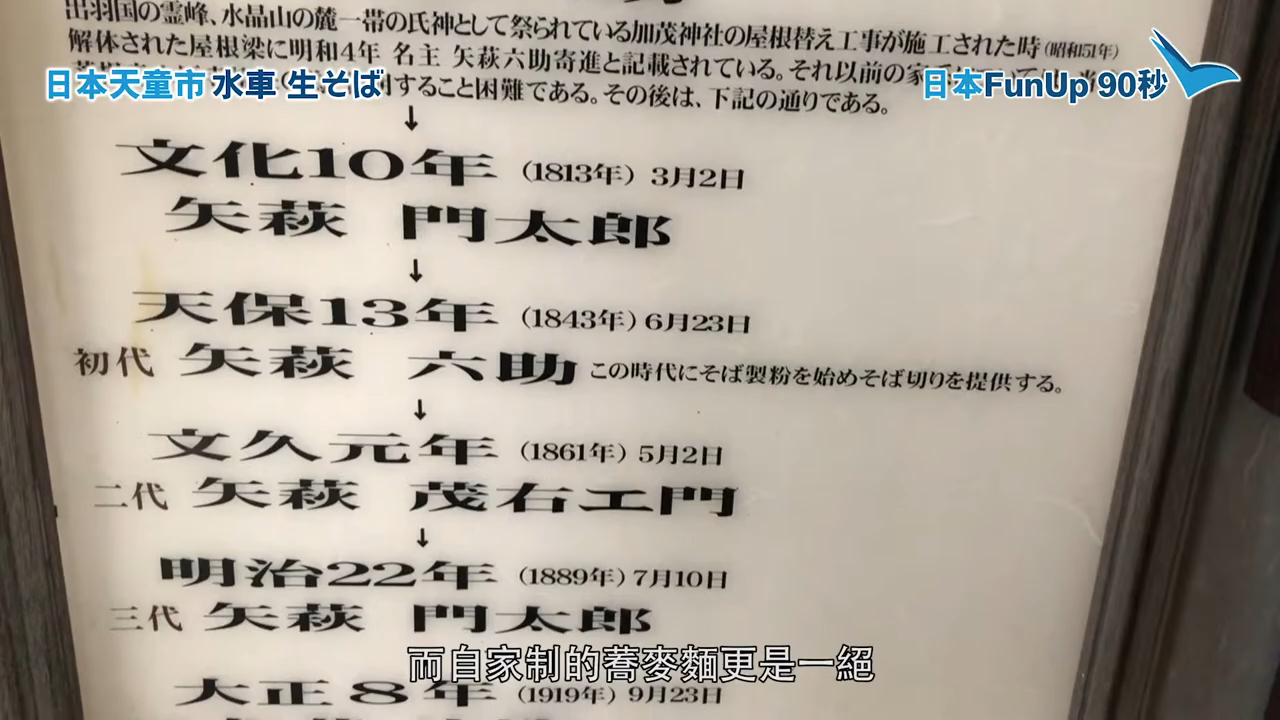 出羽国の霊峰、水晶山の麓一帯の氏神として祭られている加茂神社の屋根替え工事が施工された時(昭和51年)
解体された屋根梁に明和4年 名主 矢萩六助寄進と記載されている。それ以前の家
日本天童市 水車 生そば
日本FunUp 90秒
することと困難である。その後は、下記の通りである。
↓
文化10年 (1813年) 3月2日
矢萩 門太郎
↓
天保13年 (1843年) 6月23日
初代 矢萩 六助 この時代にそば製粉を始めそば切りを提供する。
↓
文久元年 (1861年) 5月2日
二代 矢萩 茂右エ門
↓
明治22年 (1889年) 7月10日
三代 矢萩 門太郎
而自家制的蕎麥麵更是一絕
大正8年 (1919年) 9月23日